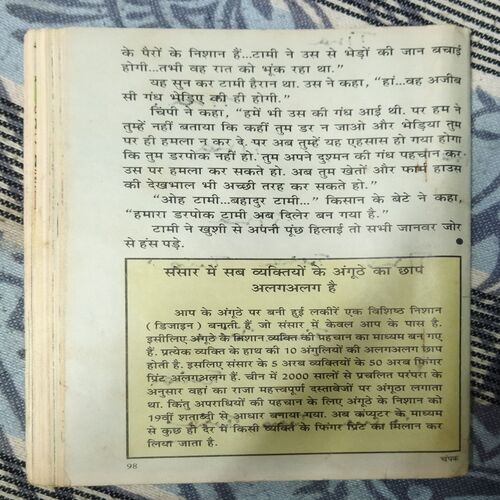 के पैरों के निशान हैं...टामी ने उस से भेड़ों की जान बचाई
होगी...तभी वह रात को भूंक रहा था.”
यह सुन कर टामी हैरान था. उस ने कहा, “हां..वह अजीब
सी गंध भेड़िए की ही होगी.”
चिंपी ने कहा, “हमें भी उस की गंध आई थी. पर हम ने
तुम्हें नहीं बताया कि कहीं तुम डर न जाओ और भेड़िया तुम
पर ही हमला न कर दे. पर अब तुम्हें यह एहसास हो गया होगा
कि तुम डरपोक नहीं हो. तुम अपने दुश्मन की गंध पहचान कर
उस पर हमला कर सकते हो. अब तुम खेतों और फार्म हाउस
की देखभाल भी अच्छी तरह कर सकते हो.”
“ओह टामी...बहादुर टामी...” किसान के बेटे ने कहा,
“हमारा डरपोक टामी अब दिलेर बन गया है.”
टामी ने खुशी से अपनी पूंछ हिलाई तो सभी जानवर जोर
से हंस पड़े.
संसार में सब व्यक्तियों के अंगूठे का छाप
अलगअलग है
आप के अंगूठे पर बनी हुई लकीरें एक विशिष्ठ निशान
(डिजाइन) बनाती हैं जो संसार में केवल आप के पास है.
इसीलिए अंगूठे के निशान व्यक्ति की पहचान का माध्यम बन गए
हैं. प्रत्येक व्यक्ति के हाथ की 10 अंगुलियों की अलगअलग छाप
होती है. इसलिए संसार के 5 अरब व्यक्तियों के 50 अरब फिंगर
प्रिंट अलगअलग हैं. चीन में 2000 सालों से प्रचलित परंपरा के
अनुसार वहां का राजा महत्त्वपूर्ण दस्तावेजों पर अंगूठा लगाता
था. किंतु अपराधियों की पहचान के लिए अंगूठे के निशान को
19वीं शताब्दी से आधार बनाया गया. अब कंप्यूटर के माध्यम
से कुछ ही देर में किसी व्यक्ति के फिंगर प्रिंट का मिलान कर
लिया जाता है.
98
चंपक